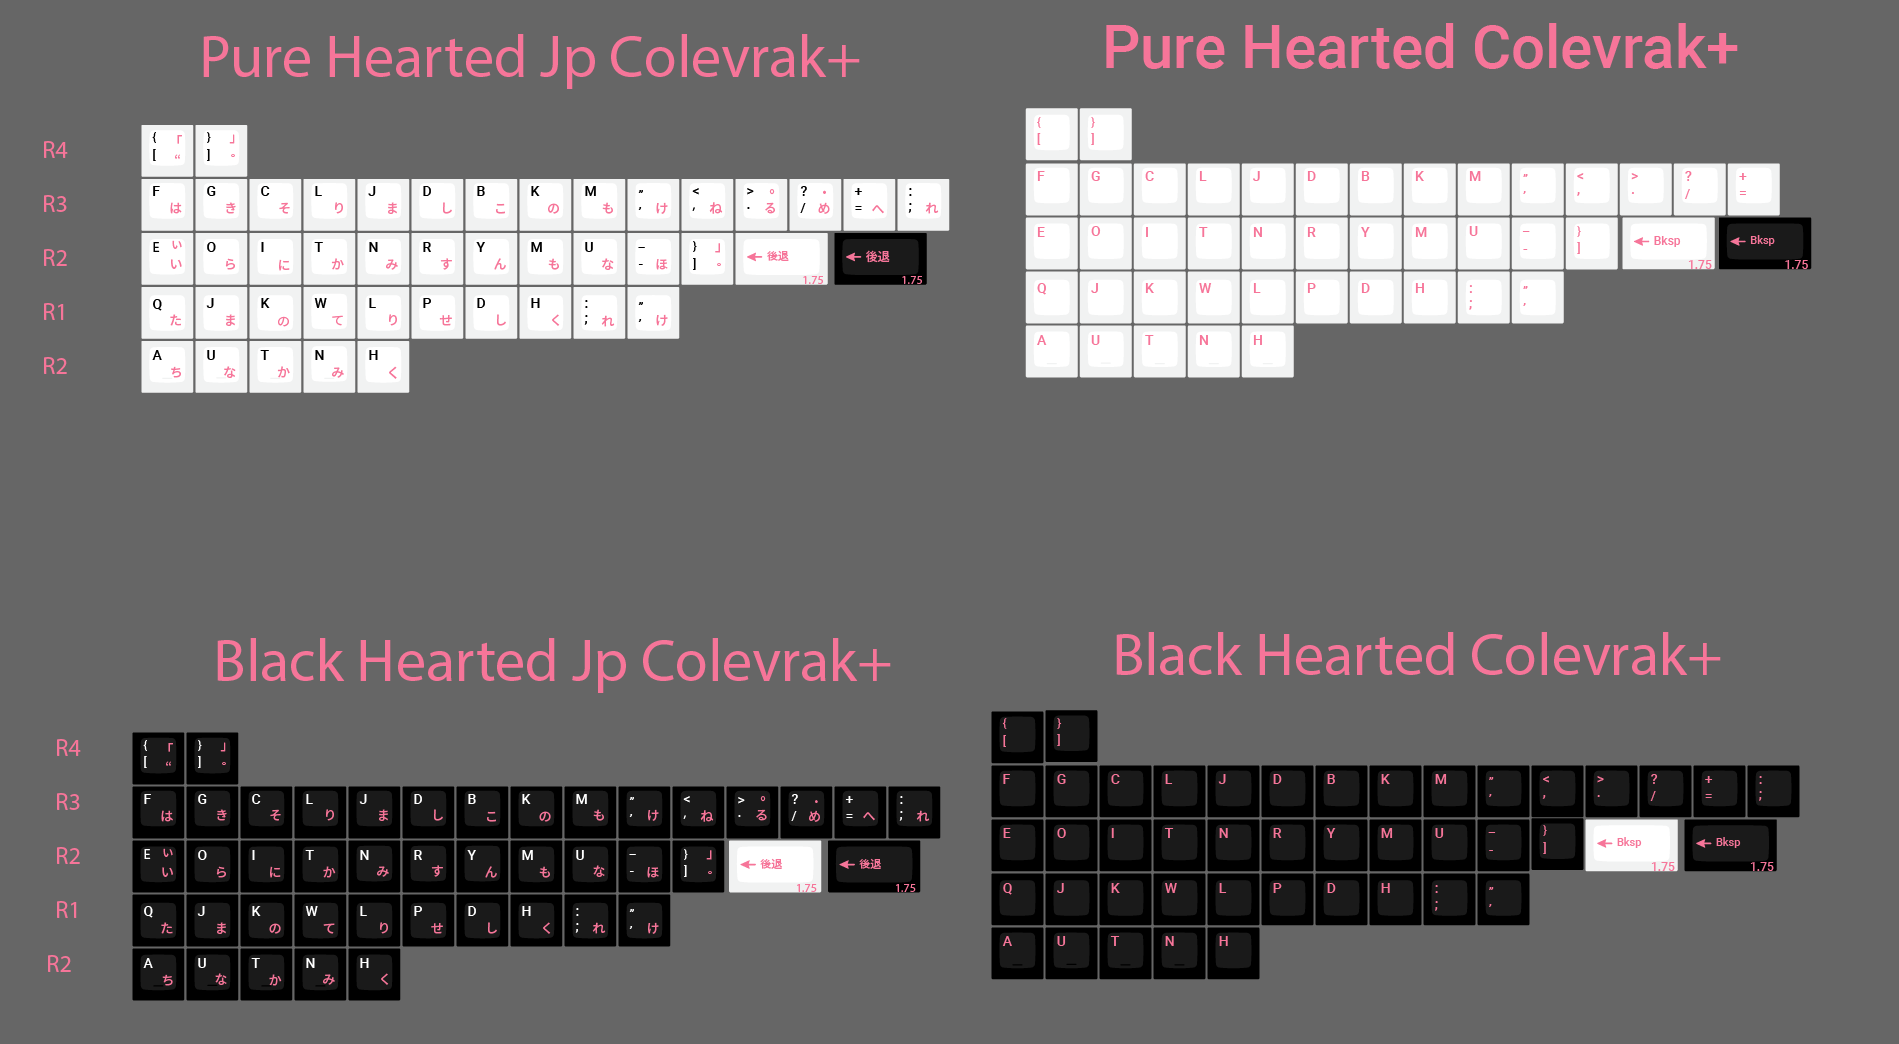 Pure Hearted Jp Colevrak+
R4
{ 「 [ “ } 」 ] 。
R3
F は G き C そ L り J ま D し B こ K の M も ” ’ け < , ね > 。 . る ? ・ / め + = へ : ; れ
R2
E ぃ い O ら I に T か N み R す Y ん M も U な – - ほ } 」 ] 。 ← 後退 1.75 ← 後退 1.75
R1
Q た J ま K の W て L り P せ D し H く : ; れ ” ’ け
R2
A ち U な T か N み H く
Pure Hearted Colevrak+
{ [ } ]
F G C L J D B K M ” ’ < , > . ? / + =
E O I T N R Y M U – - } ] ← Bksp 1.75 ← Bksp 1.75
Q J K W L P D H : ; ” ’
A U T N H
Black Hearted Jp Colevrak+
R4
{ 「 [ “ } 」 ] 。
R3
F は G き C そ L り J ま D し B こ K の M も ” ’ け < , ね > 。 . る ? ・ / め + = へ : ; れ
R2
E ぃ い O ら I に T か N み R す Y ん M も U な – - ほ } 」 ] 。 ← 後退 1.75 ← 後退 1.75
R1
Q た J ま K の W て L り P せ D し H く : ; れ ” ’ け
R2
A ち U な T か N み H く
Black Hearted Colevrak+
{ [ } ]
F G C L J D B K M ” ’ < , > . ? / + = : ;
E O I T N R Y M U – - } ] ← Bksp 1.75 ← Bksp 1.75
Q J K W L P D H : ; ” ’
A U T N H